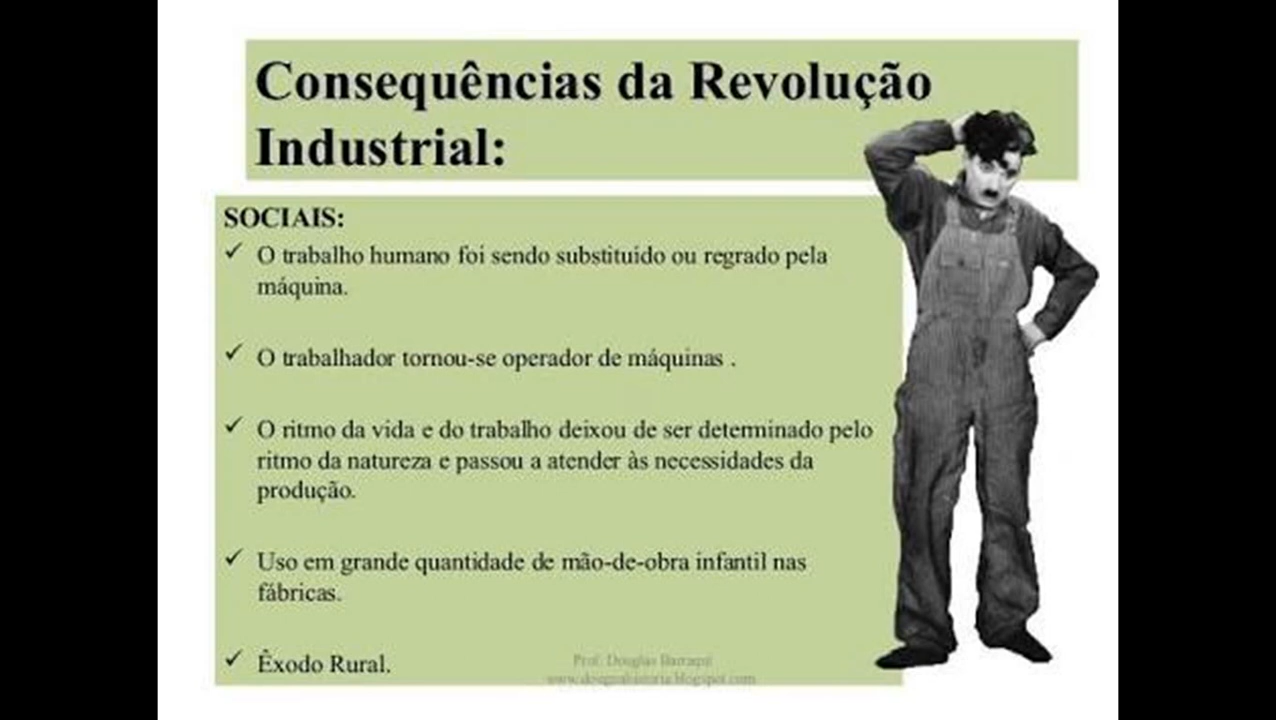 Consequências da Revolução
Industrial:
SOCIAIS:
✓ O trabalho humano foi sendo substituído ou regrado pela
máquina.
✓ O trabalhador tornou-se operador de máquinas .
✓ O ritmo da vida e do trabalho deixou de ser determinado pelo
ritmo da natureza e passou a atender às necessidades da
produção.
✓ Uso em grande quantidade de mão-de-obra infantil nas
fábricas.
✓ Êxodo Rural.
Prof. Douglas